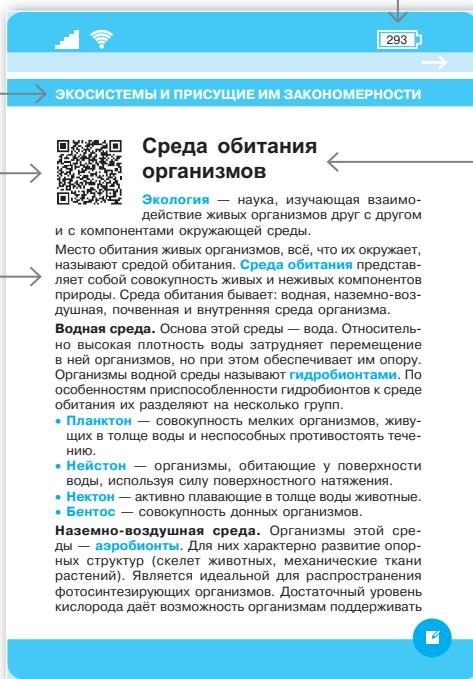 293
ЭКОСИСТЕМЫ И ПРИСУЩИЕ ИМ ЗАКОНОМЕРНОСТИ
Среда обитания
организмов
Экология — наука, изучающая взаимо-
действие живых организмов друг с другом
и с компонентами окружающей среды.
Место обитания живых организмов, всё, что их окружает,
называют средой обитания. Среда обитания представ-
ляет собой совокупность живых и неживых компонентов
природы. Среда обитания бывает: водная, наземно-воз-
душная, почвенная и внутренняя среда организма.
Водная среда. Основа этой среды — вода. Относитель-
но высокая плотность воды затрудняет перемещение
в ней организмов, но при этом обеспечивает им опору.
Организмы водной среды называют гидробионтами. По
особенностям приспособленности гидробионтов к среде
обитания их разделяют на несколько групп.
• Планктон — совокупность мелких организмов, живу-
щих в толще воды и неспособных противостоять тече-
нию.
• Нейстон — организмы, обитающие у поверхности
воды, используя силу поверхностного натяжения.
• Нектон — активно плавающие в толще воды животные.
• Бентос — совокупность донных организмов.
Наземно-воздушная среда. Организмы этой сре-
ды — аэробионты. Для них характерно развитие опор-
ных структур (скелет животных, механические ткани
растений). Является идеальной для распространения
фотосинтезирующих организмов. Достаточный уровень
кислорода даёт возможность организмам поддерживать